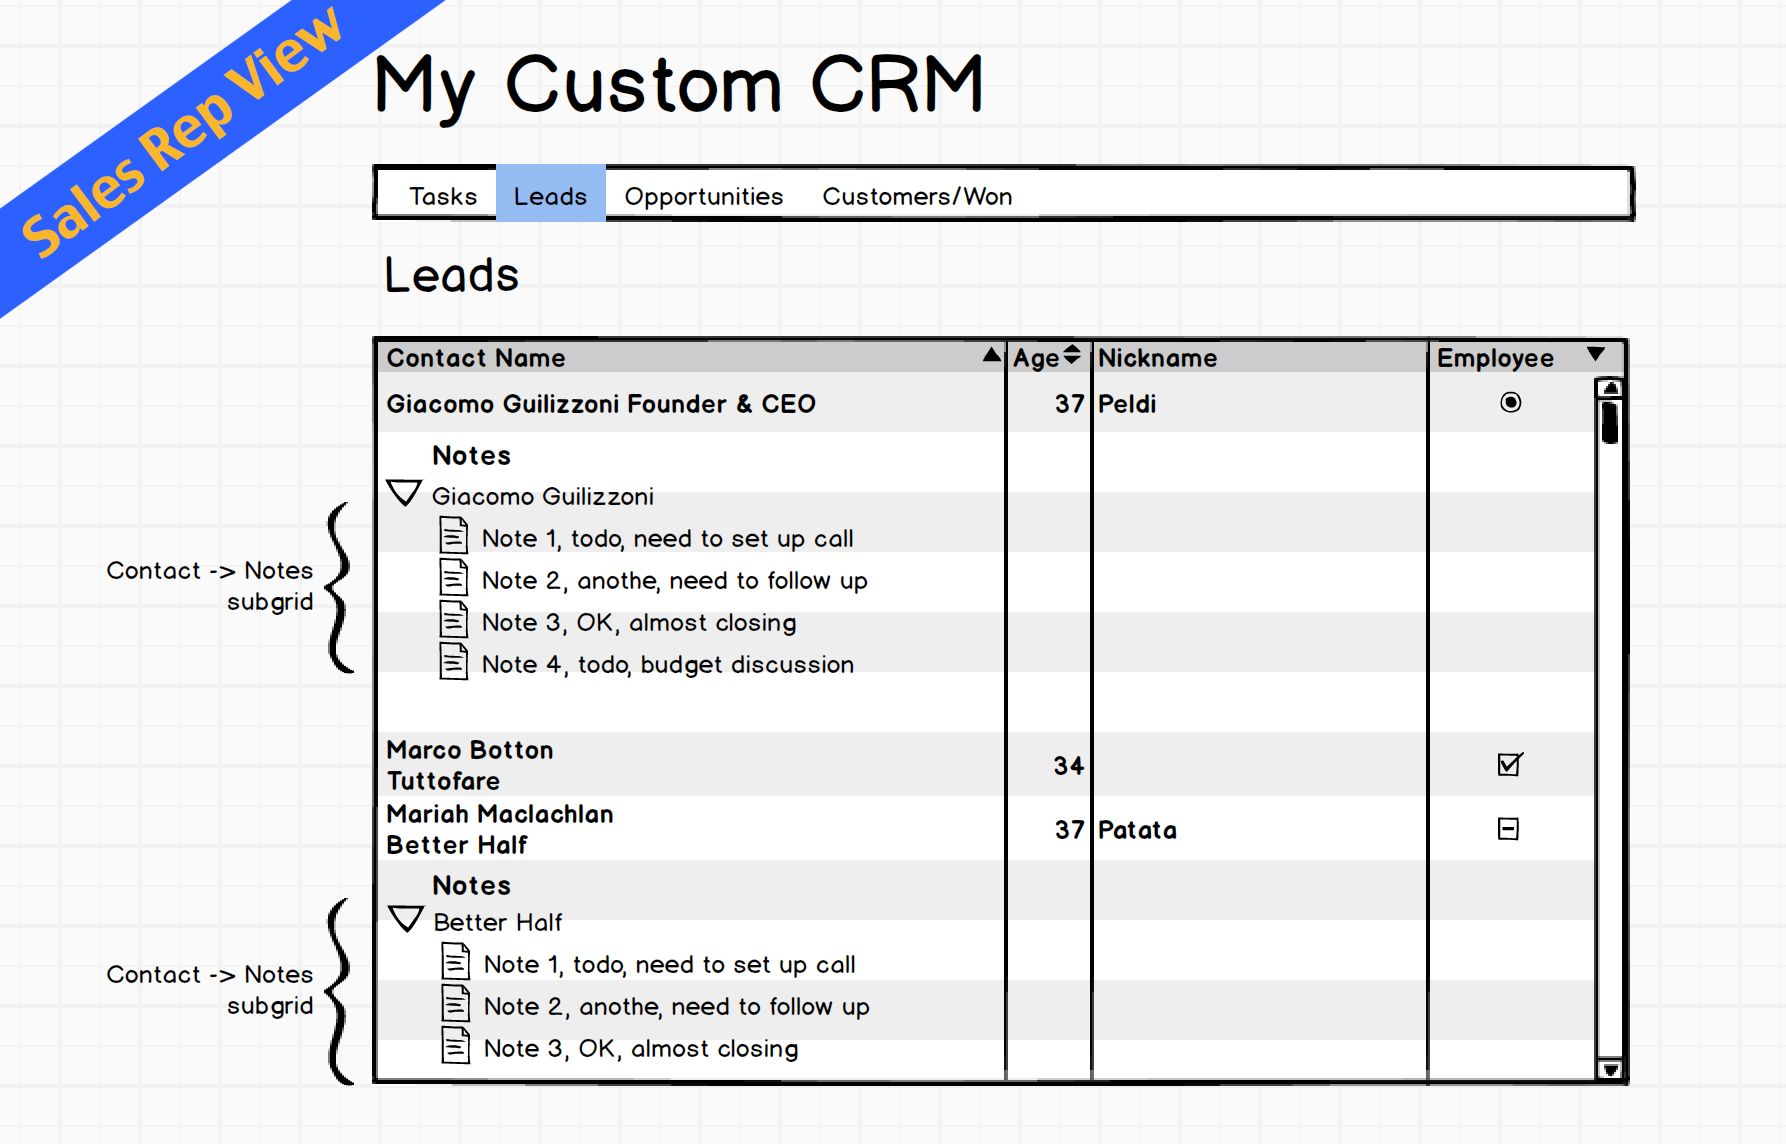 Sales Rep View
My Custom CRM
Tasks Leads Opportunities Customers/Won
Leads
Contact Name Age Nickname Employee
Giacomo Guilizzoni Founder & CEO 37 Peldi
Notes
Giacomo Guilizzoni
Note 1, todo, need to set up call
Contact -> Notes
subgrid
Note 2, anothe, need to follow up
Note 3, OK, almost closing
Note 4, todo, budget discussion
Marco Botton
Tuttofare
34
Mariah Maclachlan
Better Half
37 Patata
Notes
Better Half
Note 1, todo, need to set up call
Contact -> Notes
subgrid
Note 2, anothe, need to follow up
Note 3, OK, almost closing